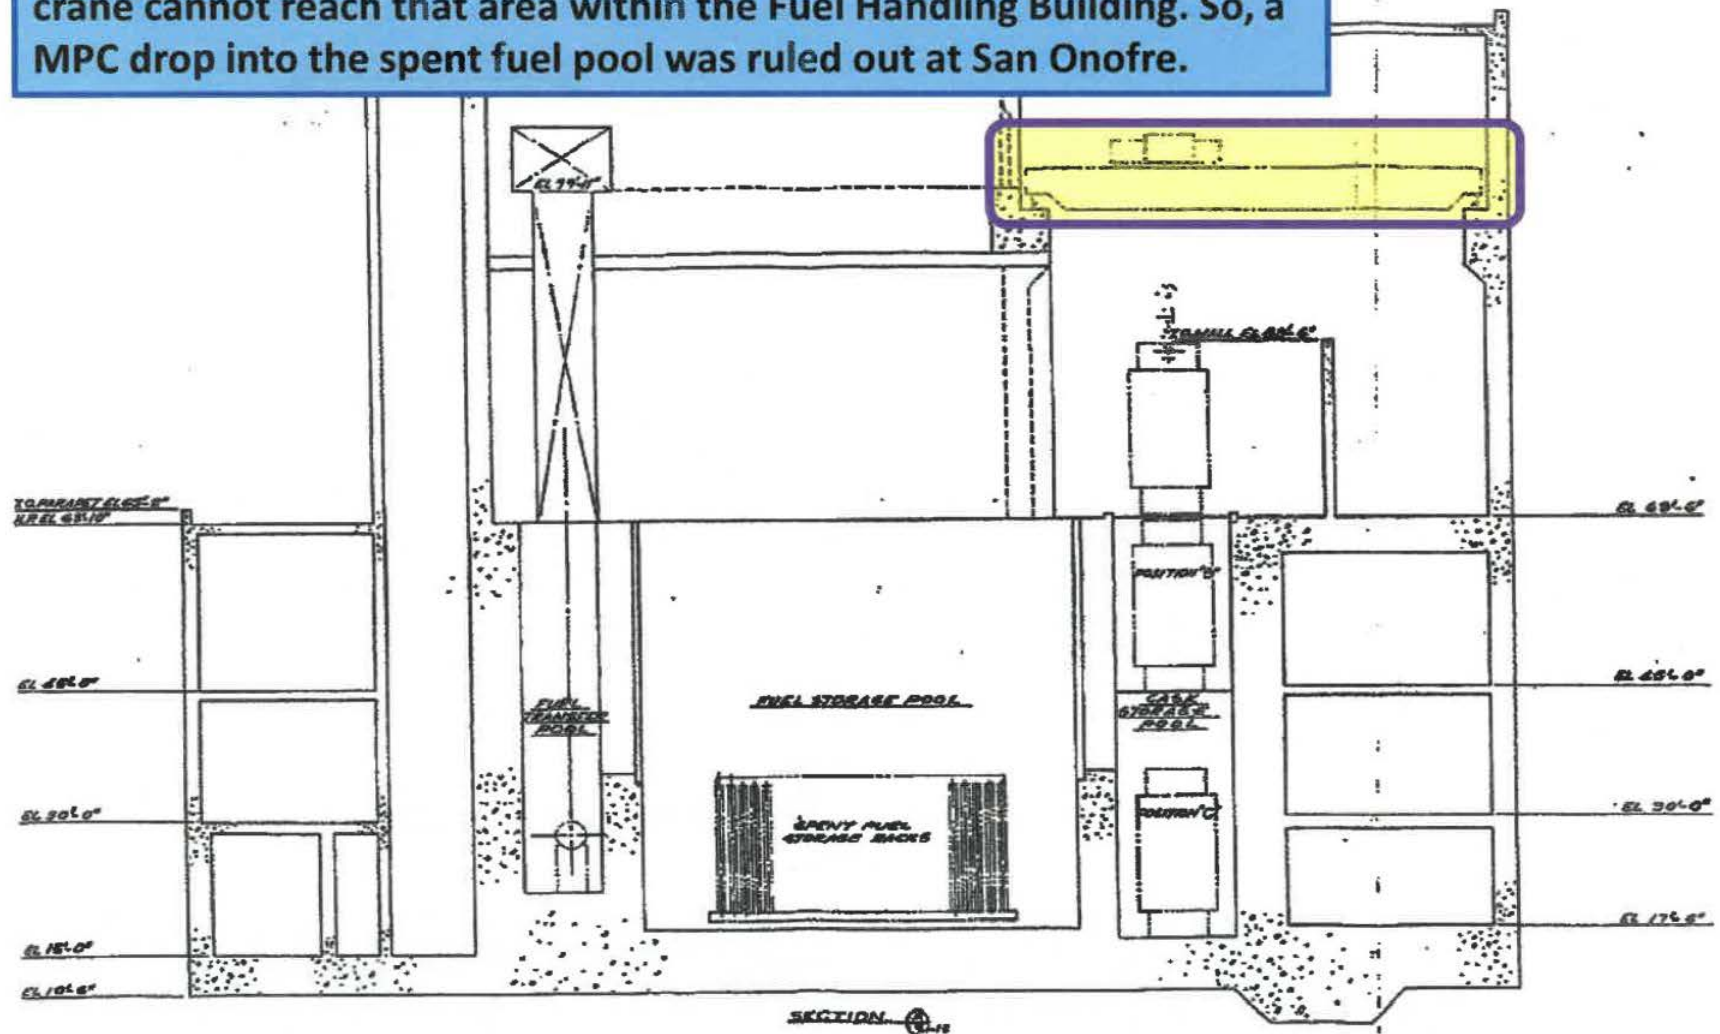 crane cannot reach that area within the Fuel Handling Building. So, a
MPC drop into the spent fuel pool was ruled out at San Onofre.
T.O. PARAPET EL 65'-0"
EL 63'-6"
POSITION "B"
EL 45'-0"
EL 45'-0"
FUEL
TRANSFER
POOL
FUEL STORAGE POOL
CASK
STORAGE
POOL
EL 30'-0"
EL 30'-0"
SPENT FUEL
STORAGE RACKS
POSITION "C"
EL 17'-6"
EL 15'-0"
EL 10'-6"
SECTION